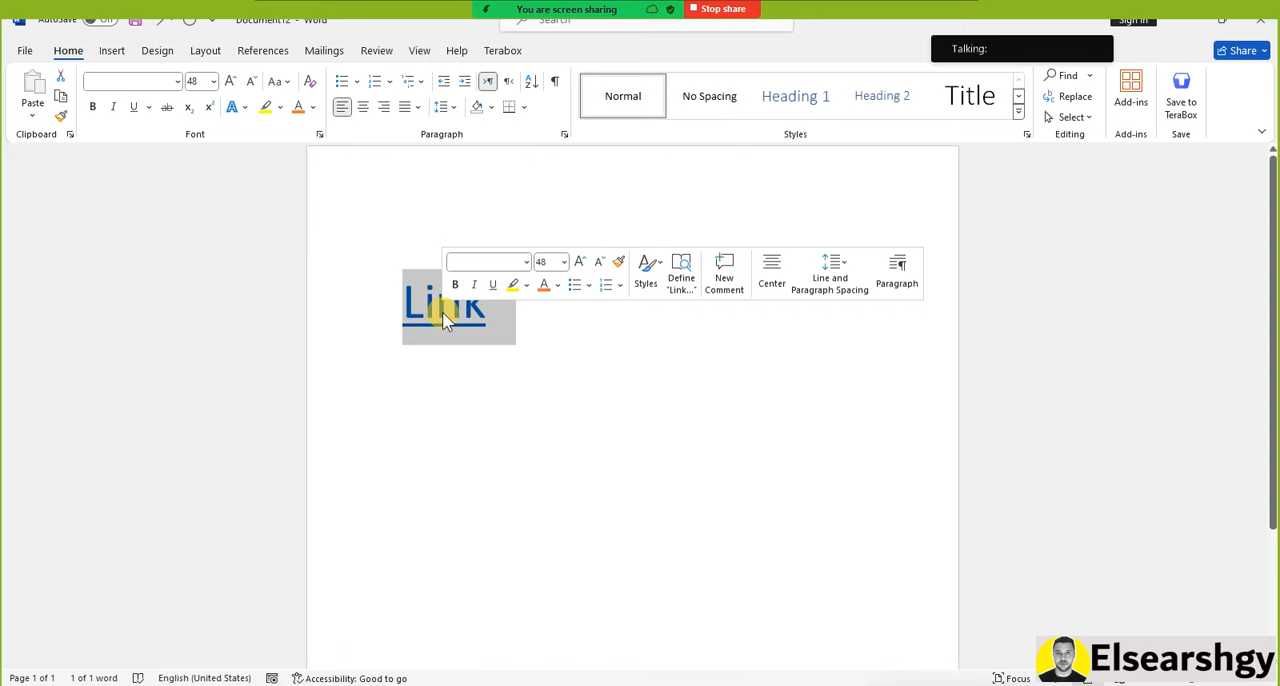 You are screen sharing
Stop share
AutoSave Off
Document12 - Word
Search
Sign in
File Home Insert Design Layout References Mailings Review View Help Terabox
Talking:
Share
Paste
48
Aa
Normal
No Spacing
Heading 1
Heading 2
Title
Find
Replace
Select
Add-ins
Save to
TeraBox
Clipboard
Font
Paragraph
Styles
Editing
Add-ins
Save
48
Styles
Define
"Link..."
New
Comment
Center
Line and
Paragraph Spacing
Paragraph
Link
Elsearshgy
Page 1 of 1
1 of 1 word
English (United States)
Accessibility: Good to go
Focus